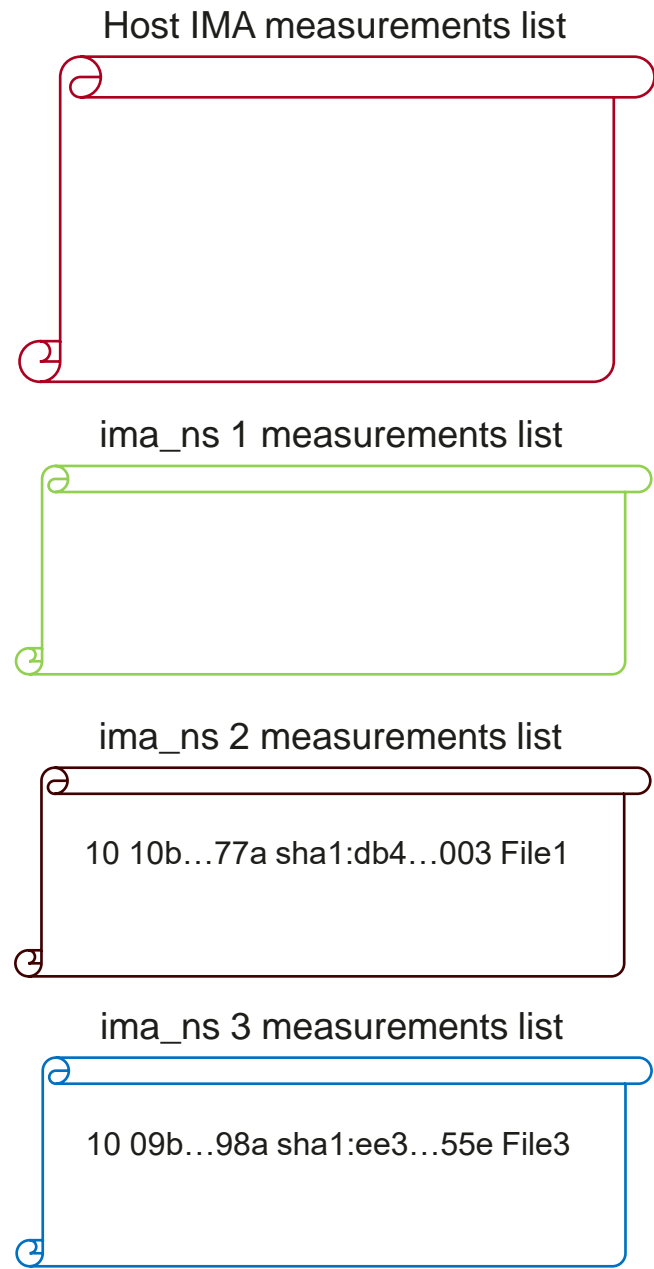 Host IMA measurements list
ima_ns 1 measurements list
ima_ns 2 measurements list
10 10b…77a sha1:db4…003 File1
ima_ns 3 measurements list
10 09b…98a sha1:ee3…55e File3